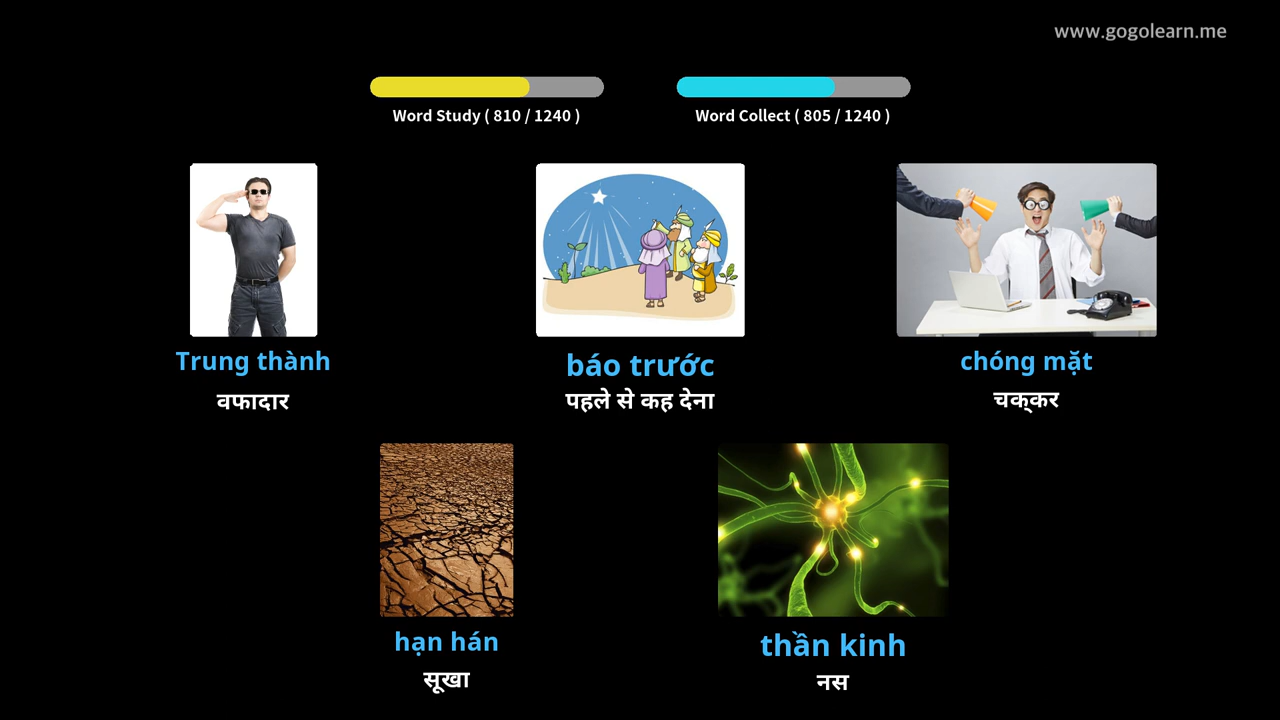 www.gogolearn.me
Word Study ( 810 / 1240 )
Word Collect ( 805 / 1240 )
Trung thành
वफादार
báo trước
पहले से कह देना
chóng mặt
चक्कर
hạn hán
सूखा
thần kinh
नस